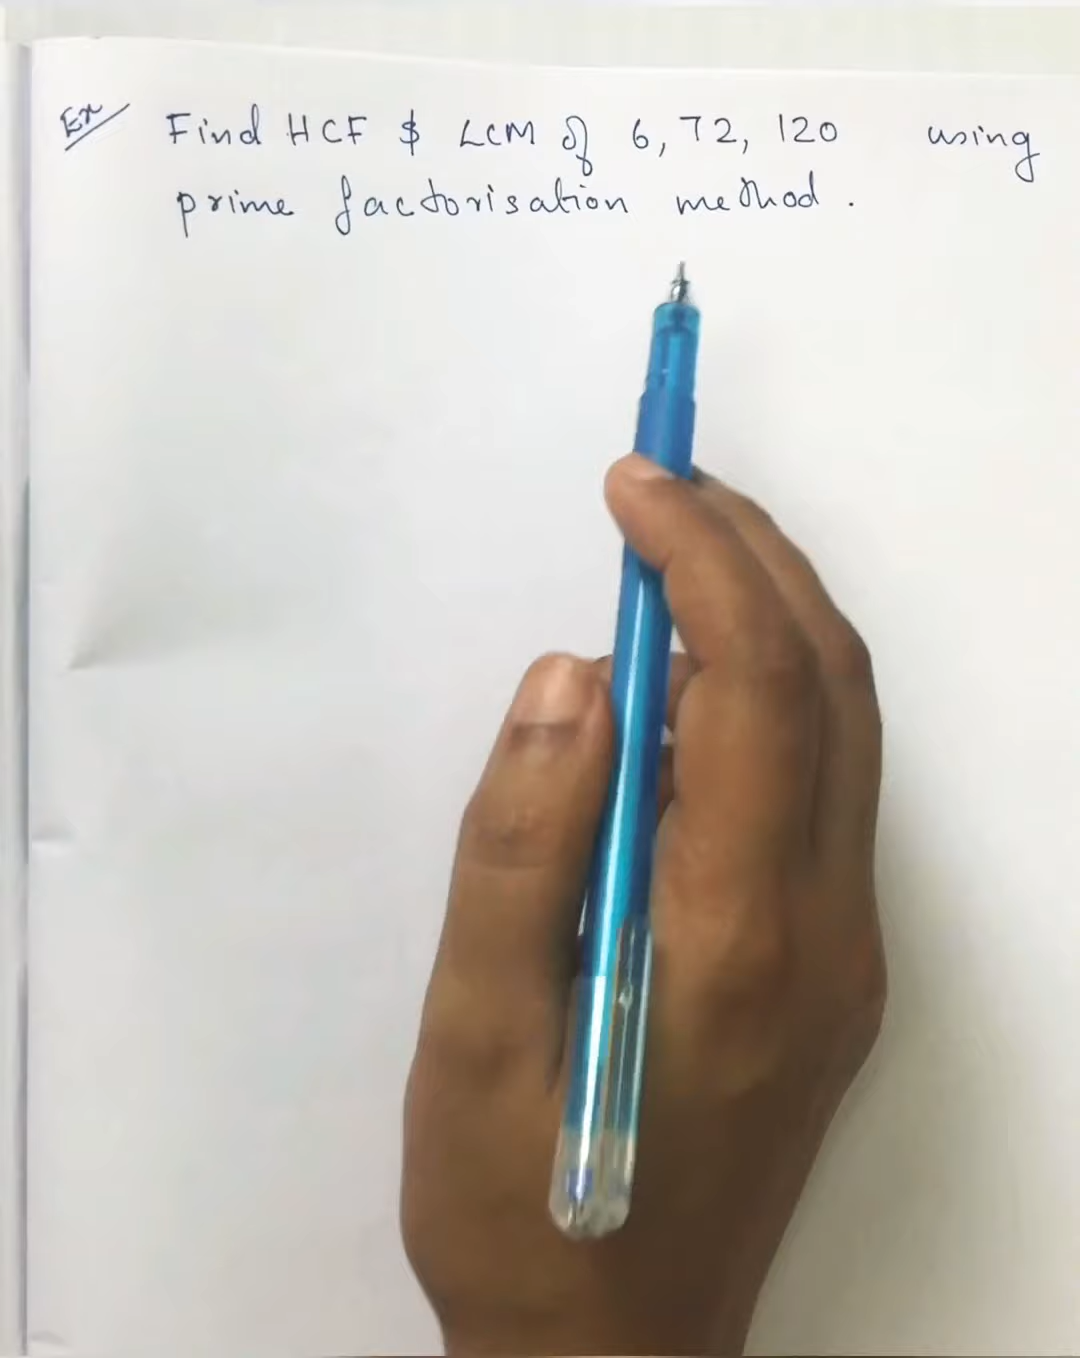 Ex Find HCF & LCM of 6, 72, 120 using
prime factorisation method.